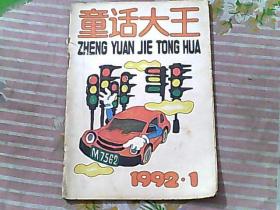 童话大王
ZHENG YUAN JIE TONG HUA
M7562
1992·1